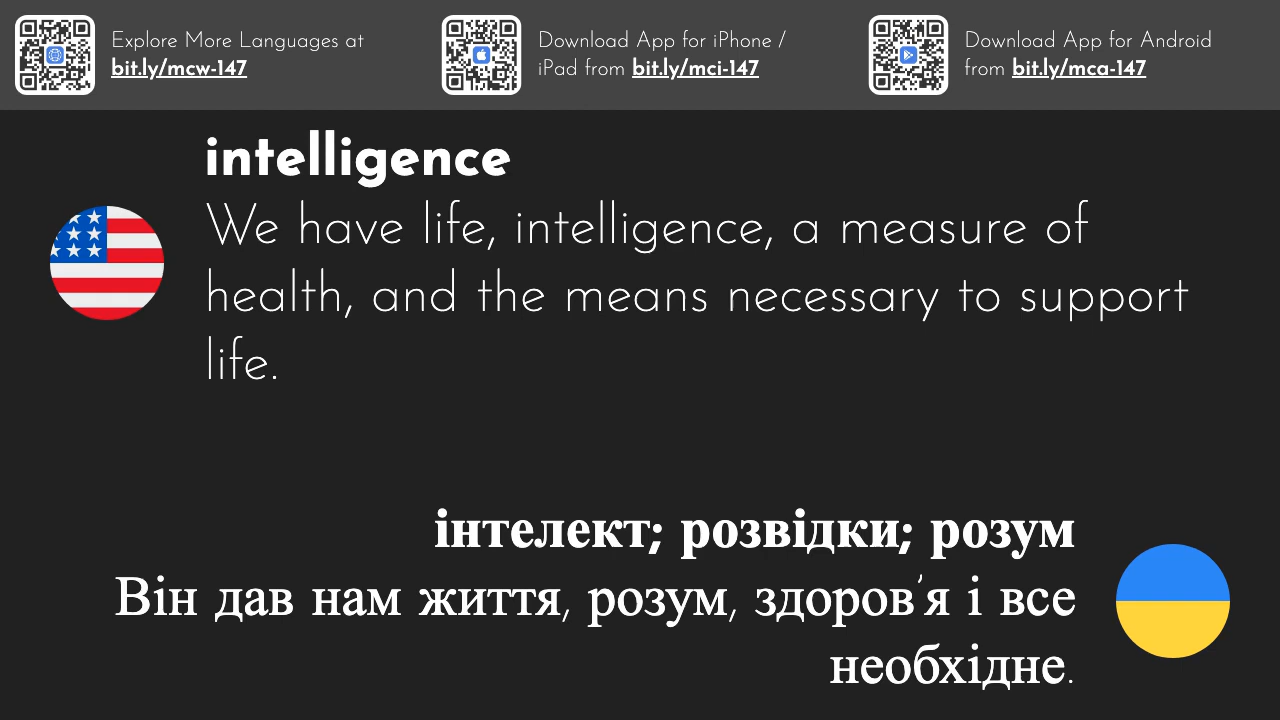 Explore More Languages at
bit.ly/mcw-147
Download App for iPhone /
iPad from bit.ly/mci-147
Download App for Android
from bit.ly/mca-147
intelligence
We have life, intelligence, a measure of
health, and the means necessary to support
life.
інтелект; розвідки; розум
Він дав нам життя, розум, здоров'я і все
необхідне.